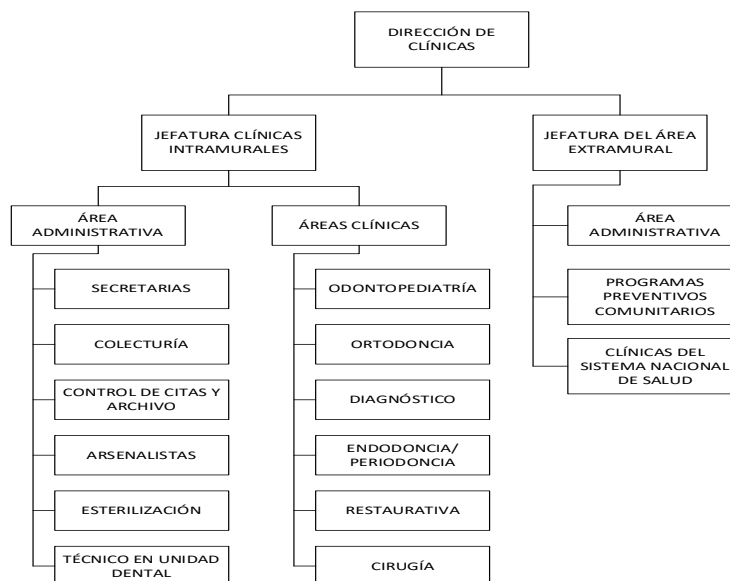 DIRECCIÓN DE
CLÍNICAS
JEFATURA CLÍNICAS
INTRAMURALES
JEFATURA DEL ÁREA
EXTRAMURAL
ÁREA
ADMINISTRATIVA
ÁREAS CLÍNICAS
ÁREA
ADMINISTRATIVA
SECRETARIAS
ODONTOPEDIATRÍA
PROGRAMAS
PREVENTIVOS
COMUNITARIOS
COLECTURÍA
ORTODONCIA
CLÍNICAS DEL
SISTEMA NACIONAL
DE SALUD
CONTROL DE CITAS Y
ARCHIVO
DIAGNÓSTICO
ARSENALISTAS
ENDODONCIA/
PERIODONCIA
ESTERILIZACIÓN
RESTAURATIVA
TÉCNICO EN UNIDAD
DENTAL
CIRUGÍA